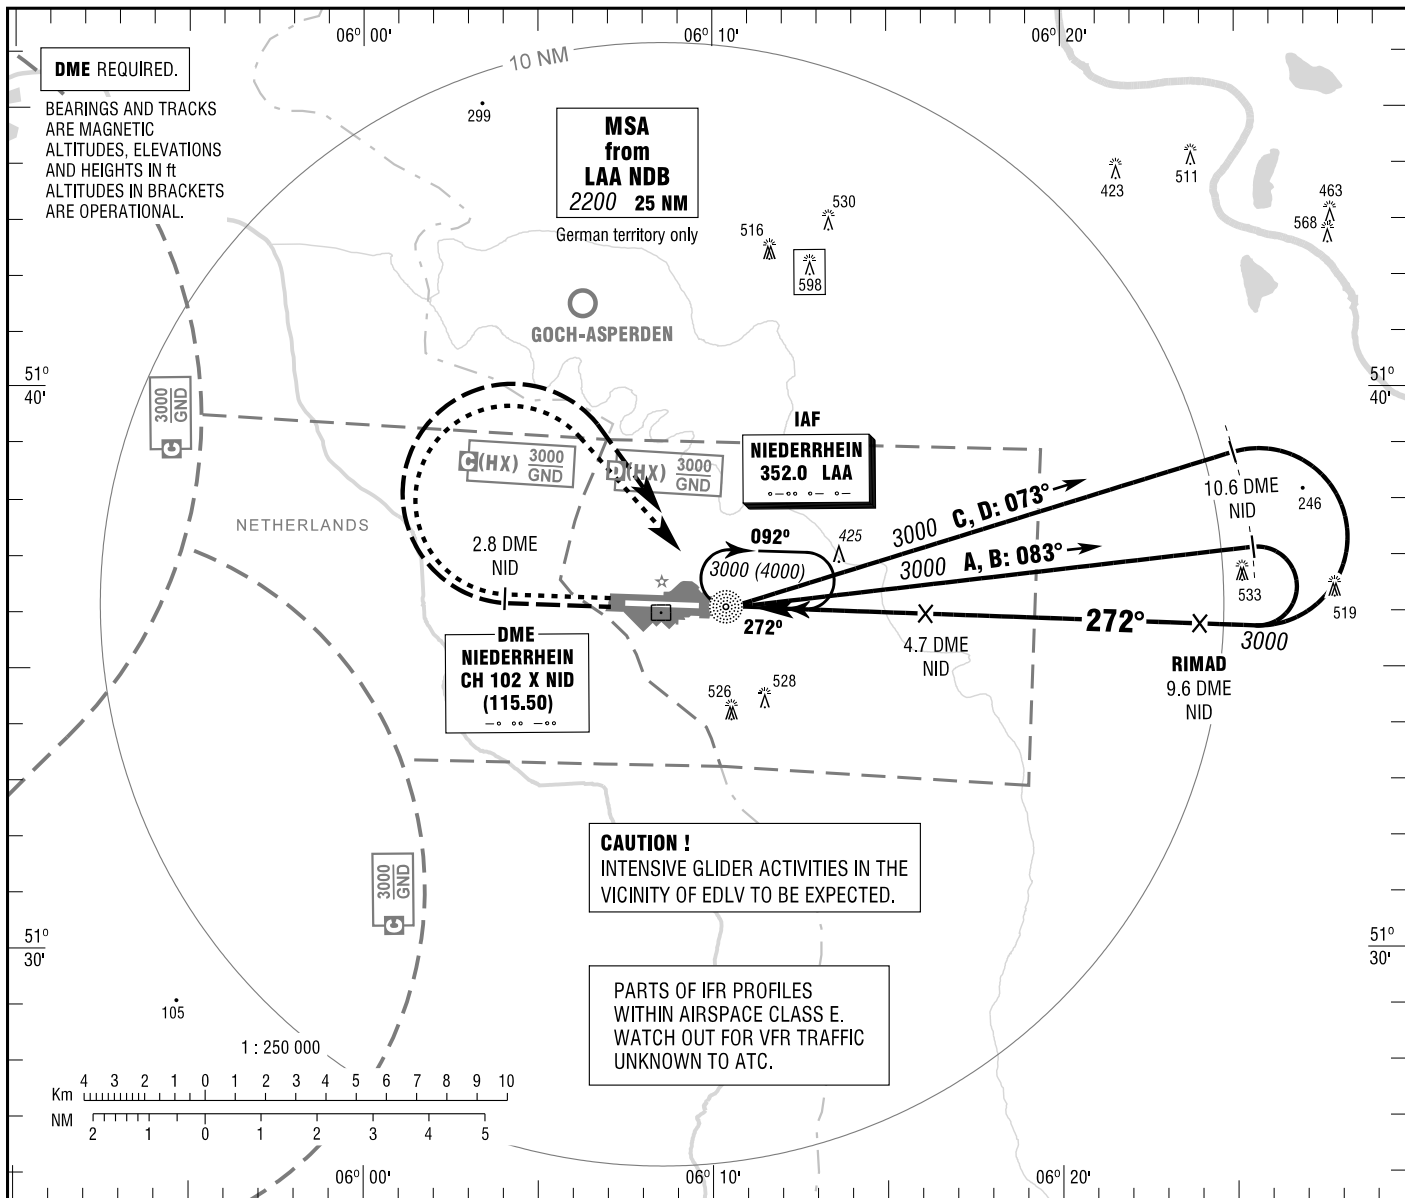 06° 00'
06° 10'
06° 20'
DME REQUIRED.
BEARINGS AND TRACKS
ARE MAGNETIC
ALTITUDES, ELEVATIONS
AND HEIGHTS IN ft
ALTITUDES IN BRACKETS
ARE OPERATIONAL.
10 NM
299
MSA
from
LAA NDB
2200 25 NM
German territory only
423
511
463
568
530
516
598
GOCH-ASPERDEN
51°
40'
51°
40'
3000
GND
C
IAF
NIEDERRHEIN
352.0 LAA
C (HX) 3000
GND
D (HX) 3000
GND
10.6 DME
NID
246
NETHERLANDS
2.8 DME
NID
092°
425
3000 (4000)
3000 C, D: 073°
3000 A, B: 083°
533
519
272°
272°
3000
4.7 DME
NID
RIMAD
9.6 DME
NID
DME
NIEDERRHEIN
CH 102 X NID
(115.50)
526
528
CAUTION !
INTENSIVE GLIDER ACTIVITIES IN THE
VICINITY OF EDLV TO BE EXPECTED.
3000
GND
C
51°
30'
51°
30'
PARTS OF IFR PROFILES
WITHIN AIRSPACE CLASS E.
WATCH OUT FOR VFR TRAFFIC
UNKNOWN TO ATC.
105
1 : 250 000
Km 4 3 2 1 0 1 2 3 4 5 6 7 8 9 10
NM 2 1 0 1 2 3 4 5
06° 00'
06° 10'
06° 20'